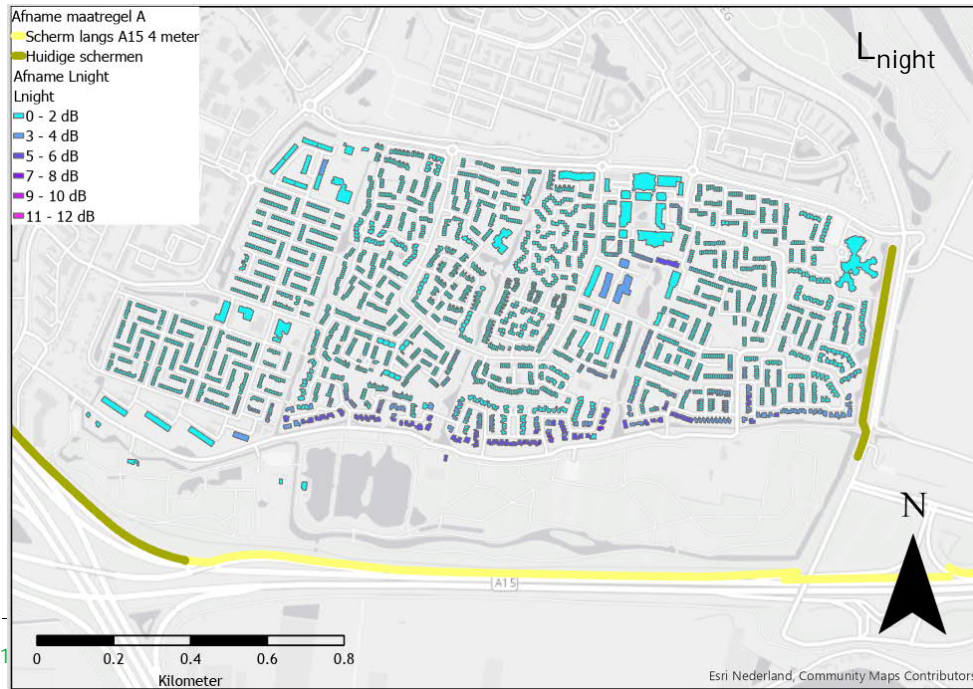 Afname maatregel A
Scherm langs A15 4 meter
Huidige schermen
Afname Lnight
Lnight
0 - 2 dB
3 - 4 dB
5 - 6 dB
7 - 8 dB
9 - 10 dB
11 - 12 dB
Lnight
A15
N
1
0 0.2 0.4 0.6 0.8
Kilometer
Esri Nederland, Community Maps Contributors